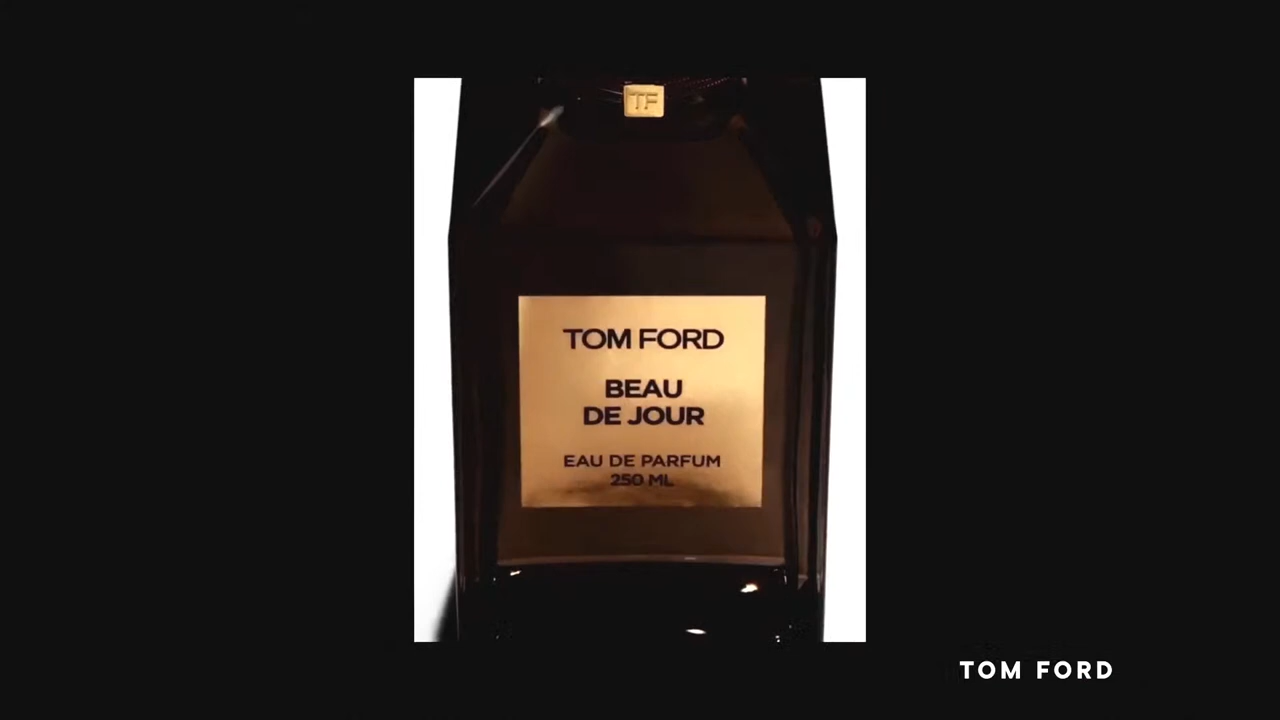 TF
TOM FORD
BEAU
DE JOUR
EAU DE PARFUM
250 ML
TOM FORD